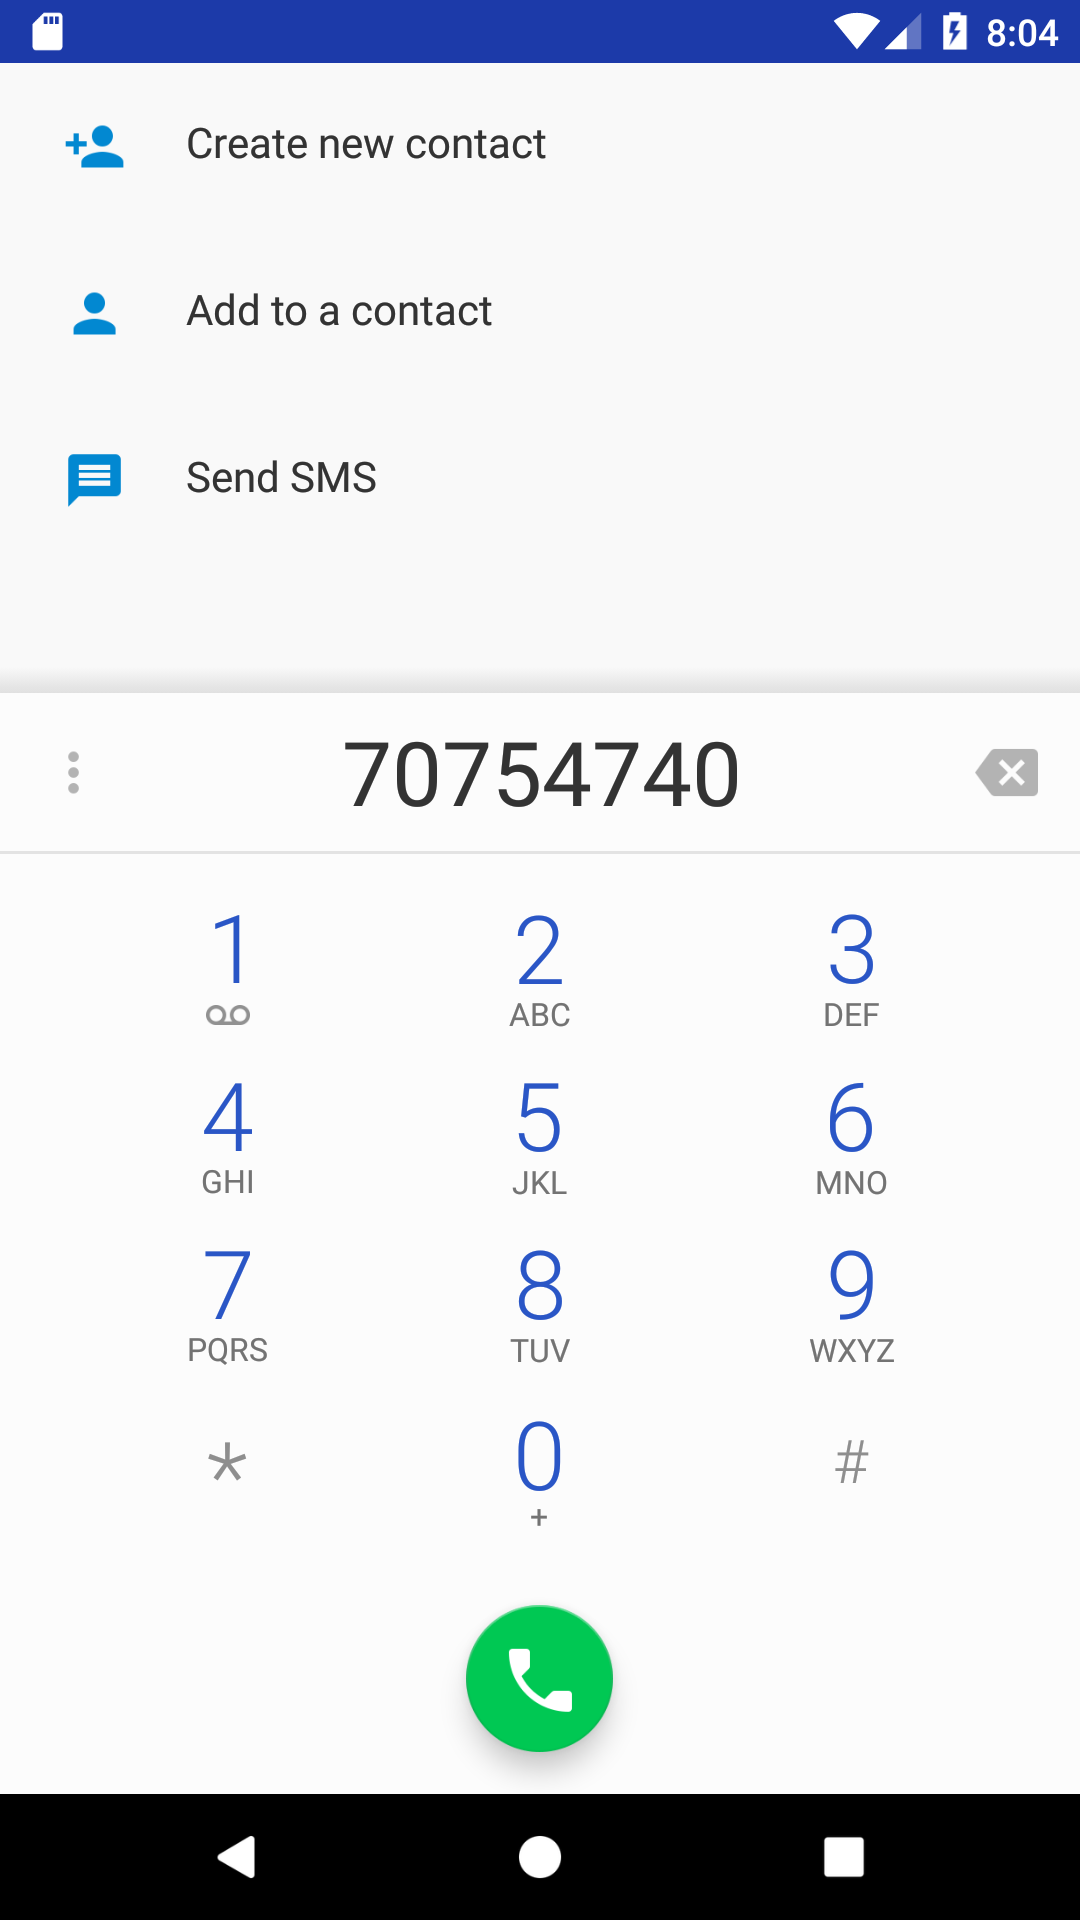 8:04
Create new contact
Add to a contact
Send SMS
70754740
1 2 3
ABC DEF
4 5 6
GHI JKL MNO
7 8 9
PQRS TUV WXYZ
* 0 #
+